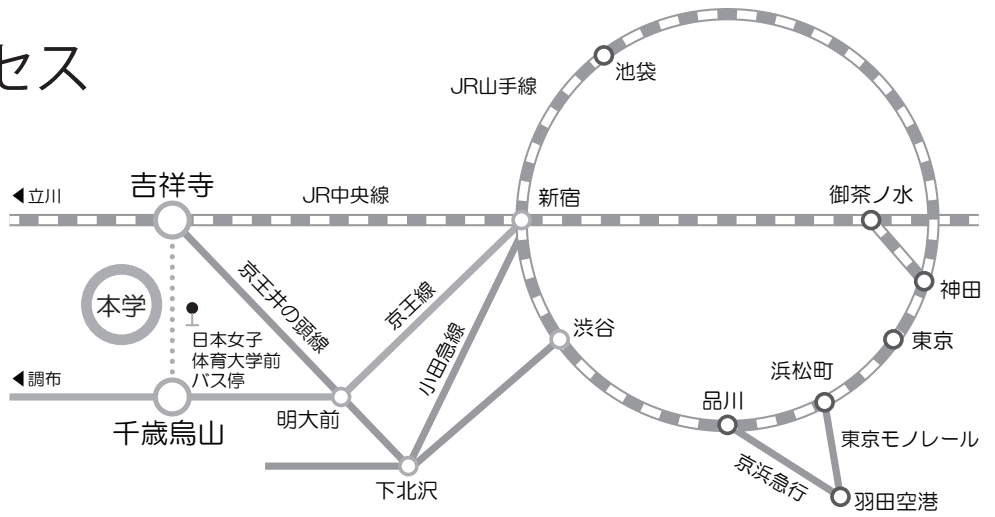 セス
池袋
JR山手線
吉祥寺
◀立川
JR中央線
新宿
御茶ノ水
本学
日本女子
体育大学前
バス停
京王井の頭線
京王線
小田急線
渋谷
神田
東京
浜松町
品川
◀調布
千歳烏山
明大前
下北沢
東京モノレール
京浜急行
羽田空港